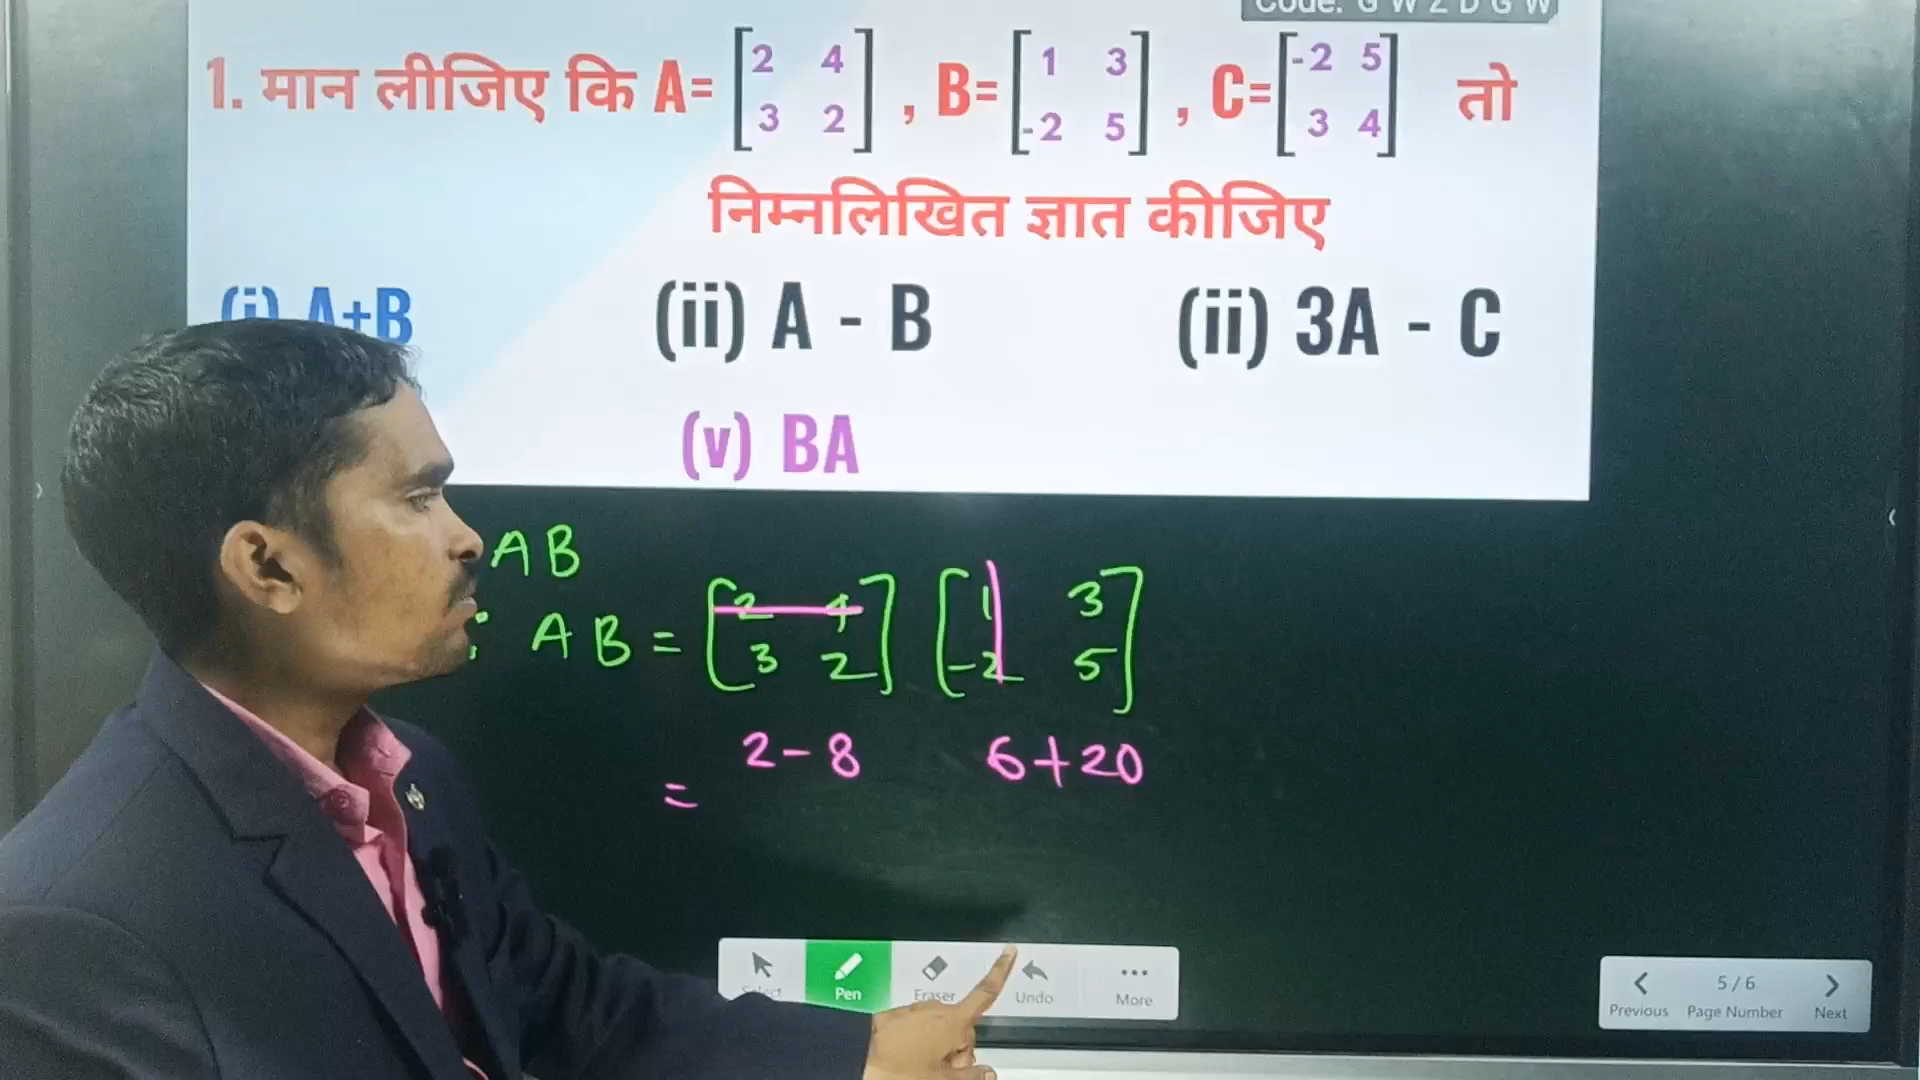 Code: G W Z D G W
1. मान लीजिए कि A= [2 4 3 2] , B= [1 3 -2 5] , C= [-2 5 3 4] तो
निम्नलिखित ज्ञात कीजिए
(i) A+B (ii) A - B (ii) 3A - C
(v) BA
AB
: AB = [2 4 3 2] [1 3 -2 5]
= 2-8 6+20
Select Pen Eraser Undo More
Previous 5 / 6 Page Number Next